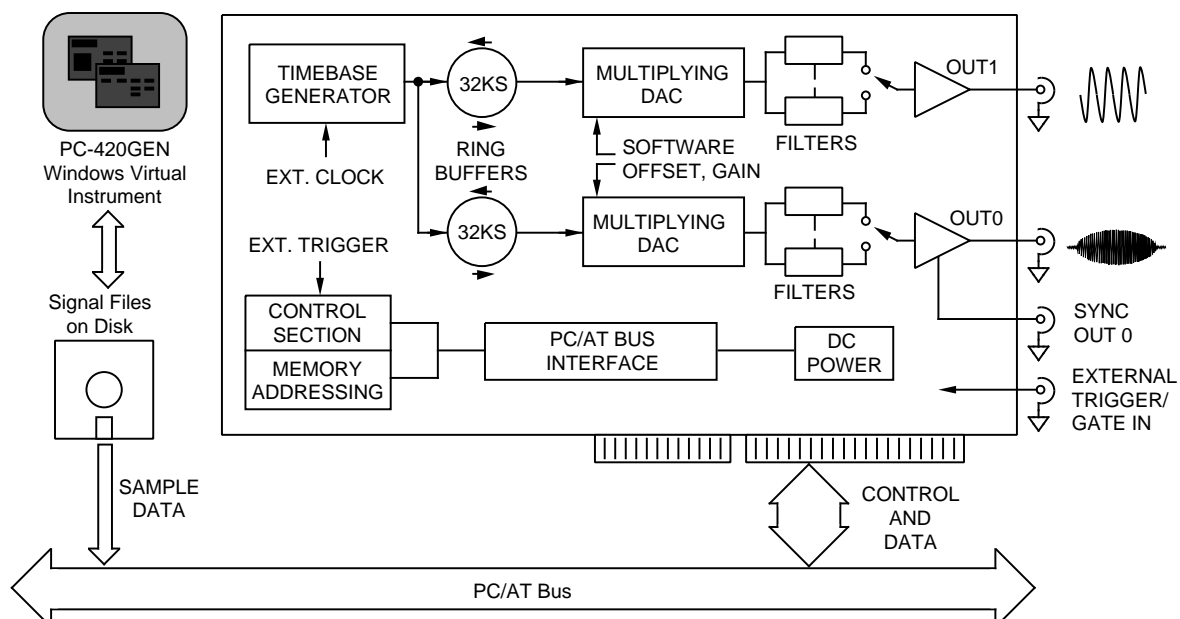 PC-420GEN
Windows Virtual
Instrument
Signal Files
on Disk
SAMPLE
DATA
TIMEBASE
GENERATOR
EXT. CLOCK
32KS
RING
BUFFERS
32KS
MULTIPLYING
DAC
SOFTWARE
OFFSET, GAIN
MULTIPLYING
DAC
FILTERS
FILTERS
OUT1
OUT0
EXT. TRIGGER
CONTROL
SECTION
MEMORY
ADDRESSING
PC/AT BUS
INTERFACE
DC
POWER
SYNC
OUT 0
EXTERNAL
TRIGGER/
GATE IN
CONTROL
AND
DATA
PC/AT Bus